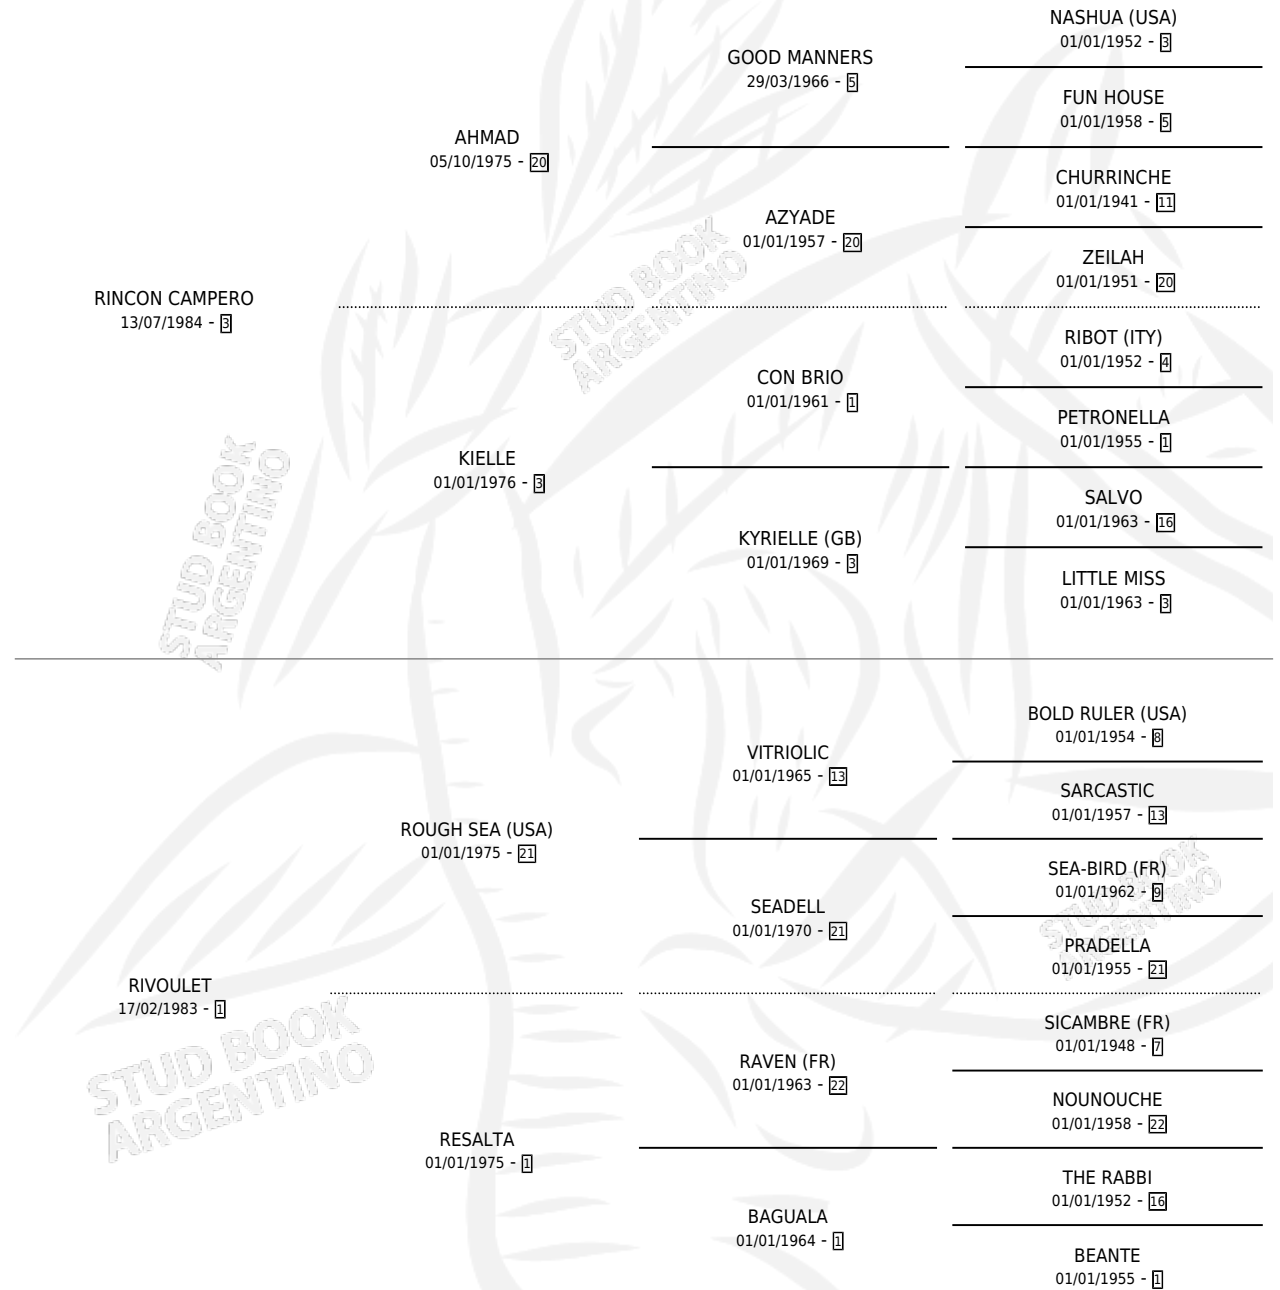 NASHUA (USA)
01/01/1952 - 3
GOOD MANNERS
29/03/1966 - 5
FUN HOUSE
01/01/1958 - 5
AHMAD
05/10/1975 - 20
CHURRINCHE
01/01/1941 - 11
AZYADE
01/01/1957 - 20
ZEILAH
01/01/1951 - 20
RINCON CAMPERO
13/07/1984 - 3
RIBOT (ITY)
01/01/1952 - 4
CON BRIO
01/01/1961 - 1
PETRONELLA
01/01/1955 - 1
KIELLE
01/01/1976 - 3
SALVO
01/01/1963 - 16
KYRIELLE (GB)
01/01/1969 - 3
LITTLE MISS
01/01/1963 - 3
STUD BOOK
ARGENTINO
STUD BOOK
ARGENTINO
BOLD RULER (USA)
01/01/1954 - 8
VITRIOLIC
01/01/1965 - 13
SARCASTIC
01/01/1957 - 13
ROUGH SEA (USA)
01/01/1975 - 21
SEA-BIRD (FR)
01/01/1962 - 9
SEADELL
01/01/1970 - 21
PRADELLA
01/01/1955 - 21
RIVOULET
17/02/1983 - 1
SICAMBRE (FR)
01/01/1948 - 7
RAVEN (FR)
01/01/1963 - 22
NOUNOUCHE
01/01/1958 - 22
RESALTA
01/01/1975 - 1
THE RABBI
01/01/1952 - 16
BAGUALA
01/01/1964 - 1
BEANTE
01/01/1955 - 1
STUD BOOK
ARGENTINO
STUD BOOK
ARGENTINO